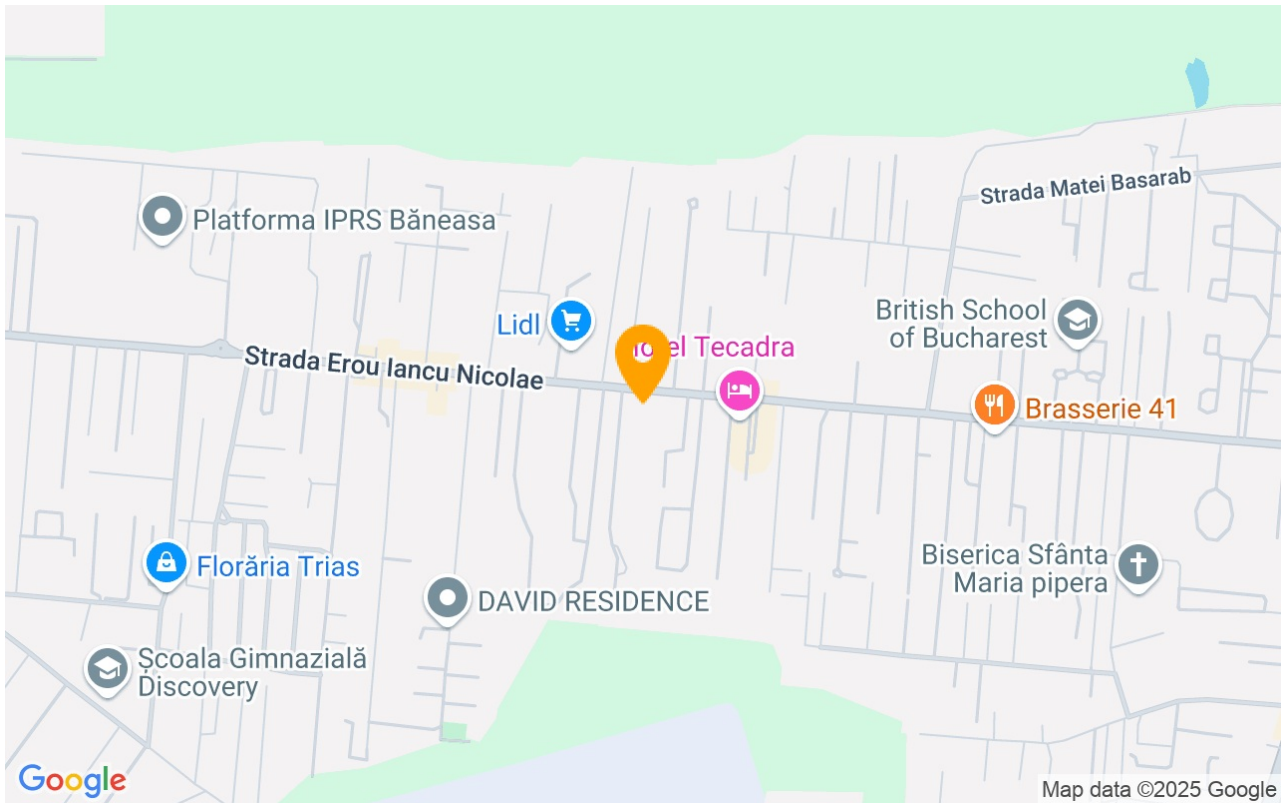 Strada Matei Basarab
Platforma IPRS Băneasa
British School
of Bucharest
Lidl
Tecadra
Strada Erou Iancu Nicolae
Brasserie 41
Biserica Sfânta
Maria pipera
Florăria Trias
DAVID RESIDENCE
Școala Gimnazială
Discovery
Google
Map data ©2025 Google